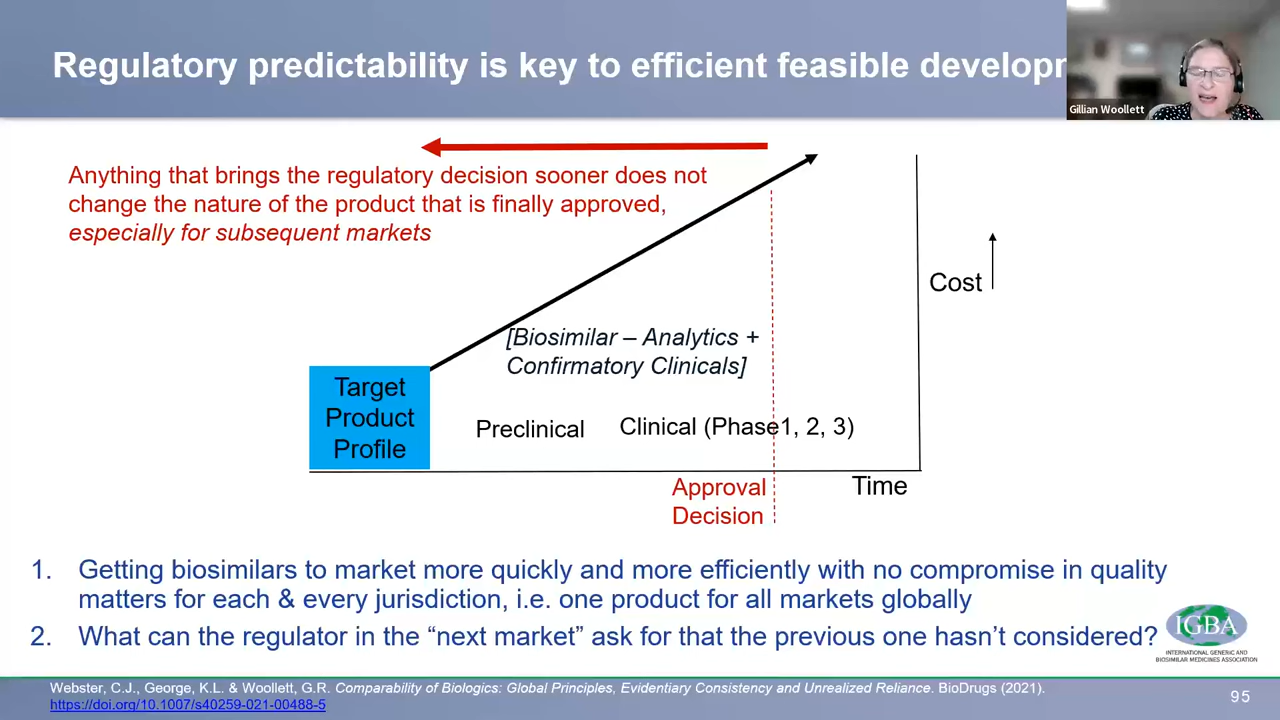 Regulatory predictability is key to efficient feasible develop
Gillian Woollett
Anything that brings the regulatory decision sooner does not
change the nature of the product that is finally approved,
especially for subsequent markets
Cost
[Biosimilar – Analytics +
Confirmatory Clinicals]
Target
Product
Profile
Preclinical
Clinical (Phase1, 2, 3)
Approval
Decision
Time
1. Getting biosimilars to market more quickly and more efficiently with no compromise in quality
matters for each & every jurisdiction, i.e. one product for all markets globally
2. What can the regulator in the “next market” ask for that the previous one hasn’t considered?
IGBA
INTERNATIONAL GENERIC AND
BIOSIMILAR MEDICINES ASSOCIATION
Webster, C.J., George, K.L. & Woollett, G.R. Comparability of Biologics: Global Principles, Evidentiary Consistency and Unrealized Reliance. BioDrugs (2021).
https://doi.org/10.1007/s40259-021-00488-5
95